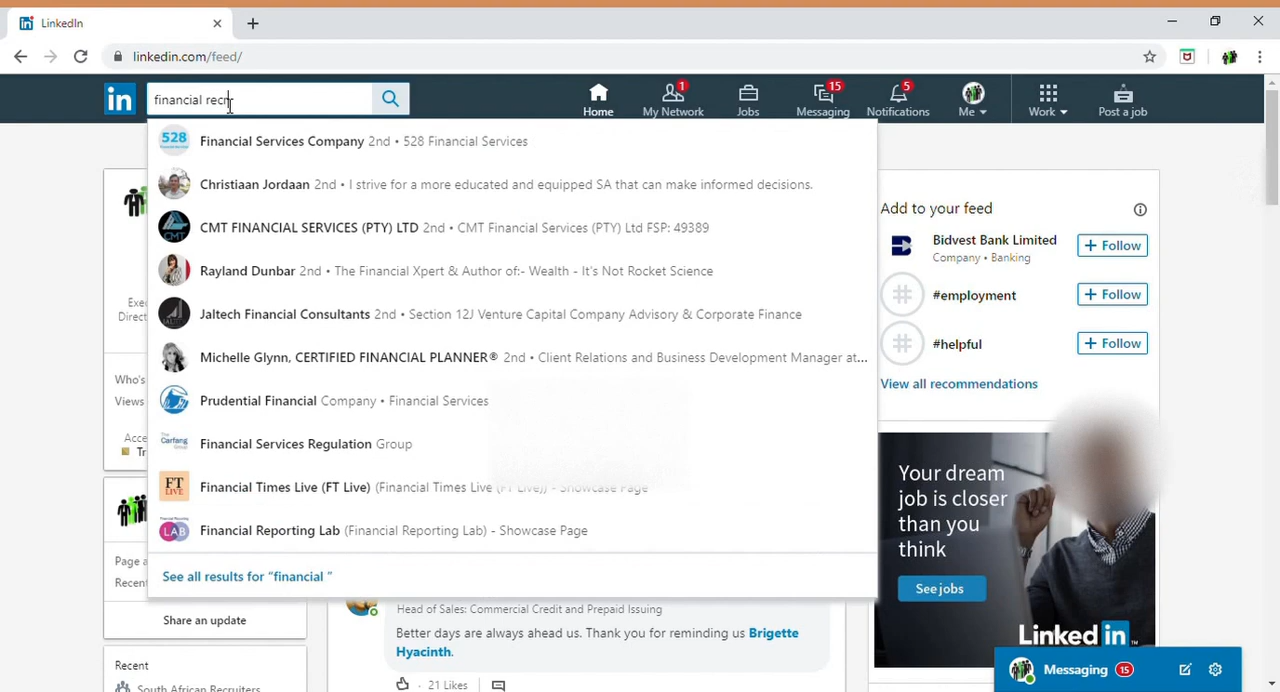 LinkedIn
linkedin.com/feed/
in
financial recr
Home
1
My Network
Jobs
15
Messaging
5
Notifications
Me
Work
Post a job
528
Financial Services Company 2nd • 528 Financial Services
Christiaan Jordaan 2nd • I strive for a more educated and equipped SA that can make informed decisions.
CMT
CMT FINANCIAL SERVICES (PTY) LTD 2nd • CMT Financial Services (PTY) Ltd FSP: 49389
Rayland Dunbar 2nd • The Financial Xpert & Author of:- Wealth - It's Not Rocket Science
Jaltech Financial Consultants 2nd • Section 12J Venture Capital Company Advisory & Corporate Finance
Michelle Glynn, CERTIFIED FINANCIAL PLANNER® 2nd • Client Relations and Business Development Manager at...
Prudential Financial Company • Financial Services
Financial Services Regulation Group
FT
LIVE
Financial Times Live (FT Live) (Financial Times Live (FT Live)) - Showcase Page
LAB
Financial Reporting Lab (Financial Reporting Lab) - Showcase Page
See all results for “financial ”
Exec
Direct
Who's
Views
Acce
Tr
Page a
Recen
Share an update
Recent
South African Recruiters
Head of Sales: Commercial Credit and Prepaid Issuing
Better days are always ahead us. Thank you for reminding us Brigette
Hyacinth.
21 Likes
Add to your feed
Bidvest Bank Limited
Company • Banking
+ Follow
#employment
+ Follow
#helpful
+ Follow
View all recommendations
Your dream
job is closer
than you
think
See jobs
Linked in
Messaging 15